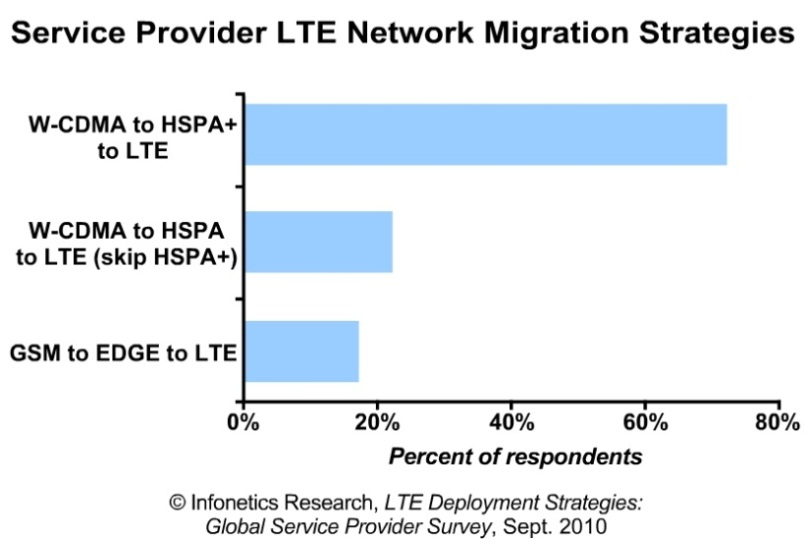 Service Provider LTE Network Migration Strategies
W-CDMA to HSPA+
to LTE
W-CDMA to HSPA
to LTE (skip HSPA+)
GSM to EDGE to LTE
0%
20%
40%
60%
80%
Percent of respondents
© Infonetics Research, LTE Deployment Strategies:
Global Service Provider Survey, Sept. 2010